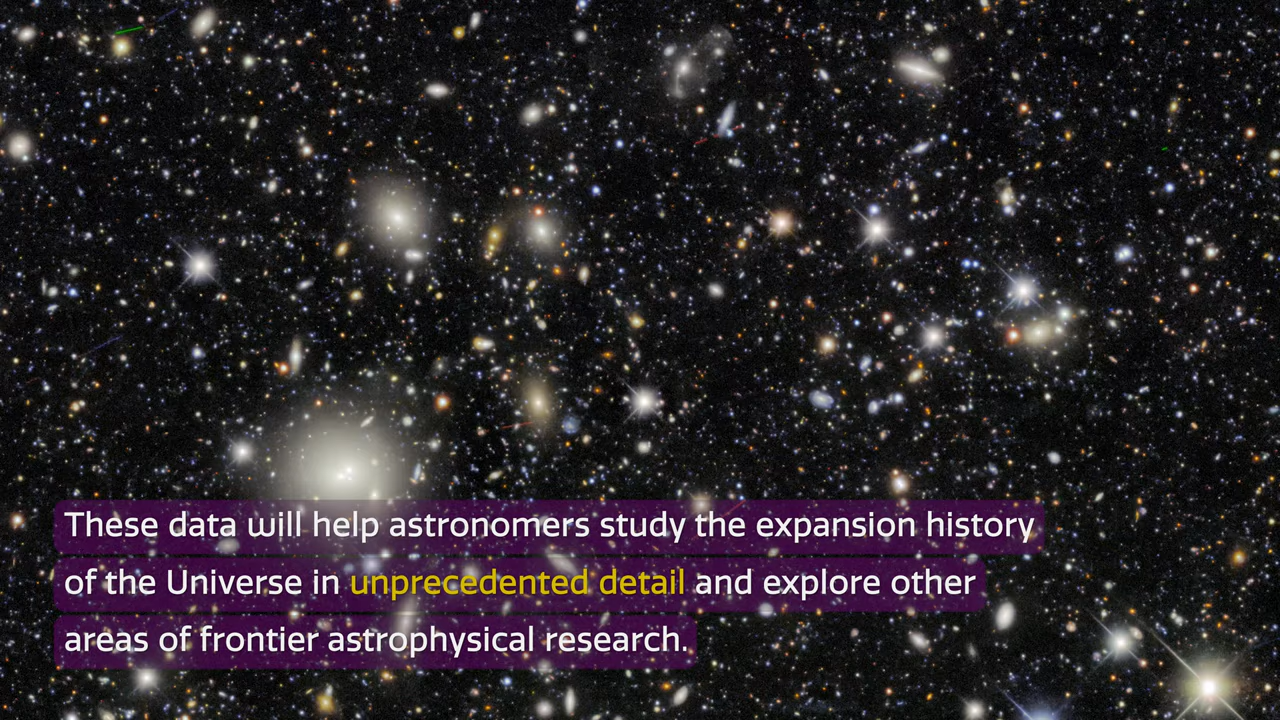 These data will help astronomers study the expansion history
of the Universe in unprecedented detail and explore other
areas of frontier astrophysical research.